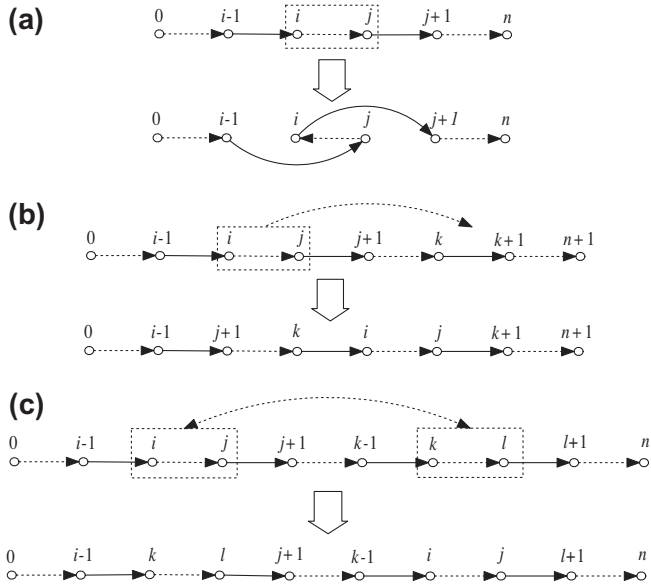 (a)
0 i-1 i j j+1 n
0 i-1 i j j+1 n
(b)
0 i-1 i j j+1 k k+1 n+1
0 i-1 j+1 k i j k+1 n+1
(c)
0 i-1 i j j+1 k-1 k l l+1 n
0 i-1 k l j+1 k-1 i j l+1 n